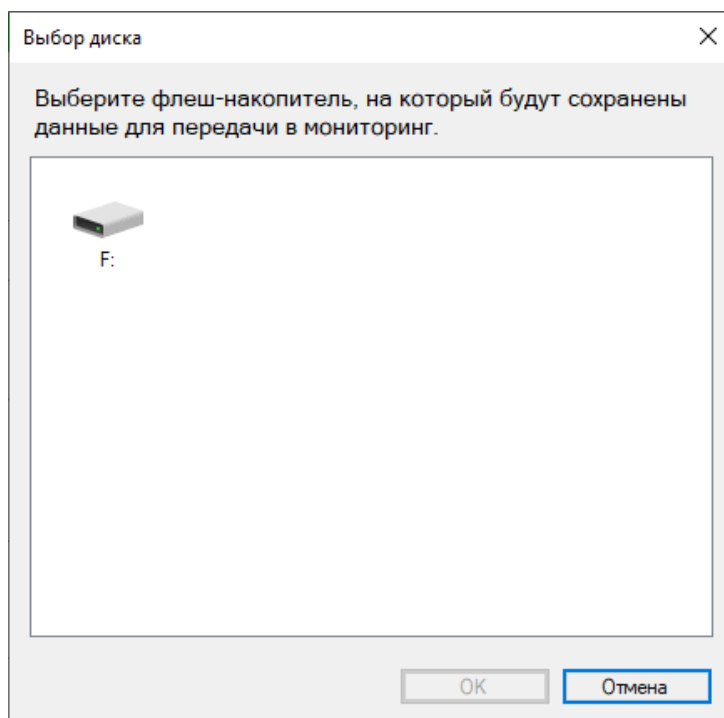 Выбор диска
Выберите флеш-накопитель, на который будут сохранены
данные для передачи в мониторинг.
F:
OK
Отмена